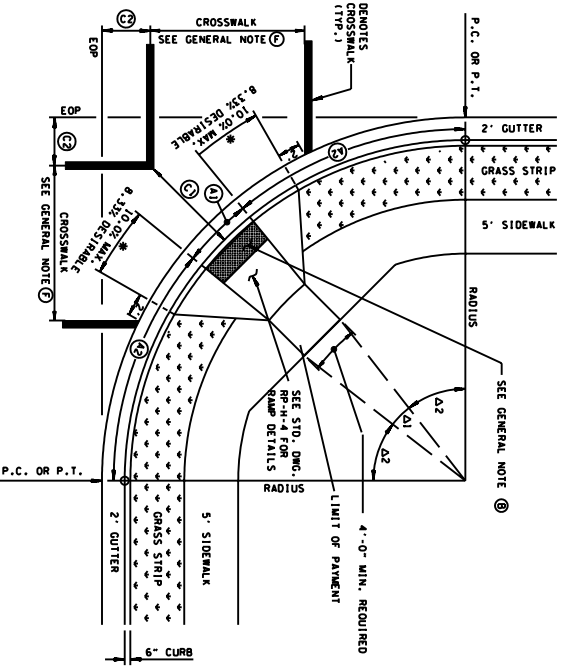 CROSSWALK
SEE GENERAL NOTE Ⓕ
C2
EOP
DENOTES
CROSSWALK
(TYP.)
P.C. OR P.T.
EOP
C2
2' GUTTER
GRASS STRIP
5' SIDEWALK
RADIUS
8.33% DESIRABLE
10.0% MAX.
*
2'
A2
C1
A1
SEE GENERAL NOTE Ⓕ
CROSSWALK
8.33% DESIRABLE
10.0% MAX.
*
2'
A2
Δ2
Δ1
Δ2
SEE GENERAL NOTE Ⓑ
SEE STD. DWG.
RP-H-4 FOR
RAMP DETAILS
LIMIT OF PAYMENT
4'-0" MIN. REQUIRED
P.C. OR P.T.
RADIUS
2' GUTTER
GRASS STRIP
5' SIDEWALK
6" CURB